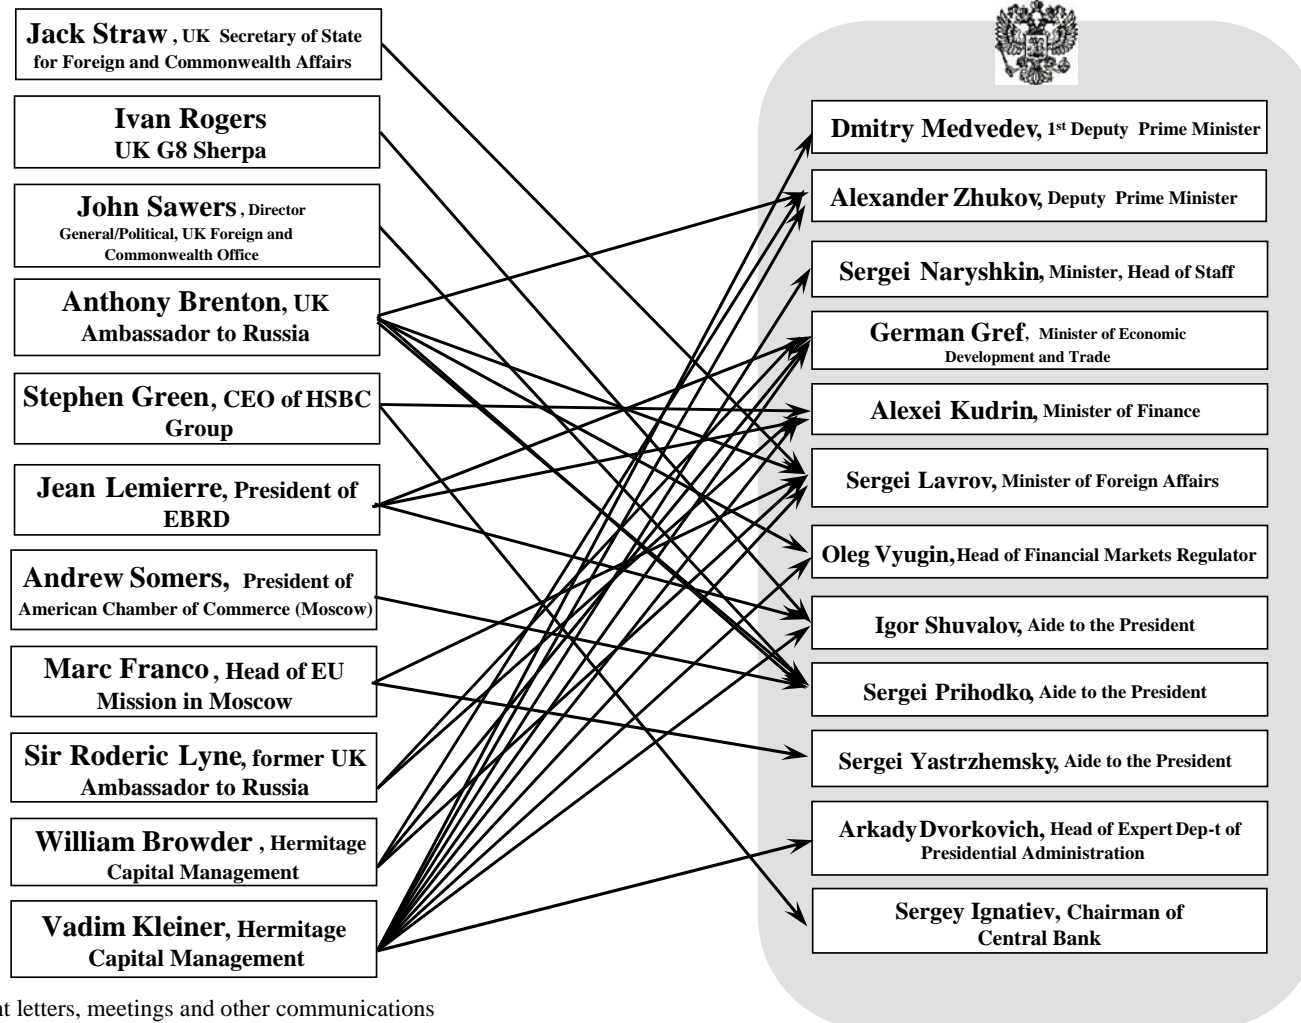 Jack Straw , UK Secretary of State
for Foreign and Commonwealth Affairs
Ivan Rogers
UK G8 Sherpa
John Sawers , Director
General/Political, UK Foreign and
Commonwealth Office
Anthony Brenton, UK
Ambassador to Russia
Stephen Green, CEO of HSBC
Group
Jean Lemierre, President of
EBRD
Andrew Somers, President of
American Chamber of Commerce (Moscow)
Marc Franco , Head of EU
Mission in Moscow
Sir Roderic Lyne, former UK
Ambassador to Russia
William Browder , Hermitage
Capital Management
Vadim Kleiner, Hermitage
Capital Management
Dmitry Medvedev, 1st Deputy Prime Minister
Alexander Zhukov, Deputy Prime Minister
Sergei Naryshkin, Minister, Head of Staff
German Gref, Minister of Economic
Development and Trade
Alexei Kudrin, Minister of Finance
Sergei Lavrov, Minister of Foreign Affairs
Oleg Vyugin, Head of Financial Markets Regulator
Igor Shuvalov, Aide to the President
Sergei Prihodko, Aide to the President
Sergei Yastrzhemsky, Aide to the President
Arkady Dvorkovich, Head of Expert Dep-t of
Presidential Administration
Sergey Ignatiev, Chairman of
Central Bank
letters, meetings and other communications